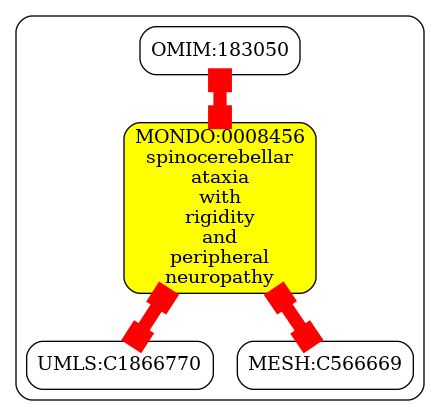 OMIM:183050
MONDO:0008456
spinocerebellar
ataxia
with
rigidity
and
peripheral
neuropathy
UMLS:C1866770
MESH:C566669